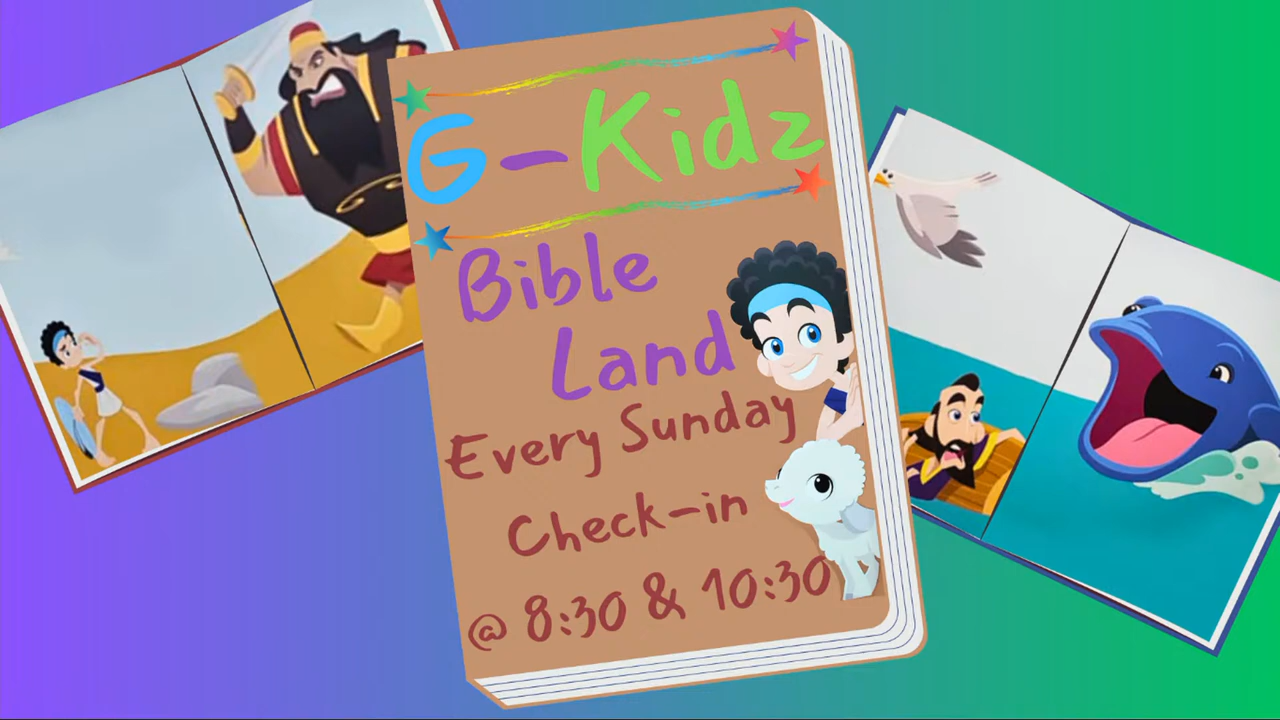 G-Kidz
Bible
Land
Every Sunday
Check-in
@ 8:30 & 10:30